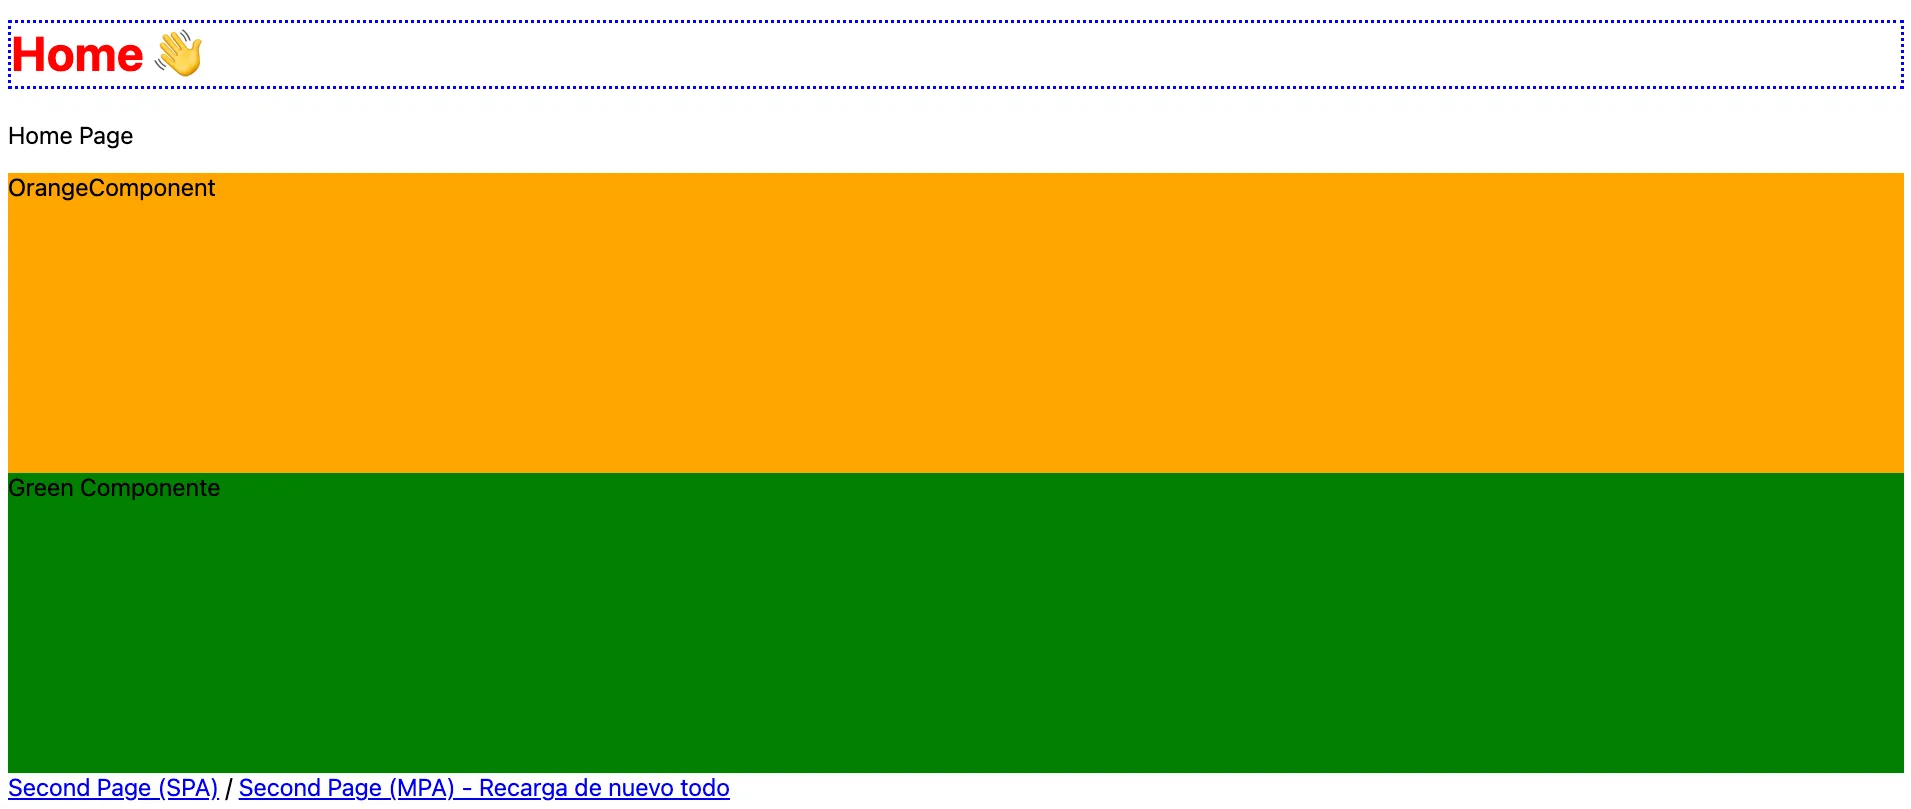 Home 👋
Home Page
OrangeComponent
Green Componente
Second Page (SPA) / Second Page (MPA) - Recarga de nuevo todo